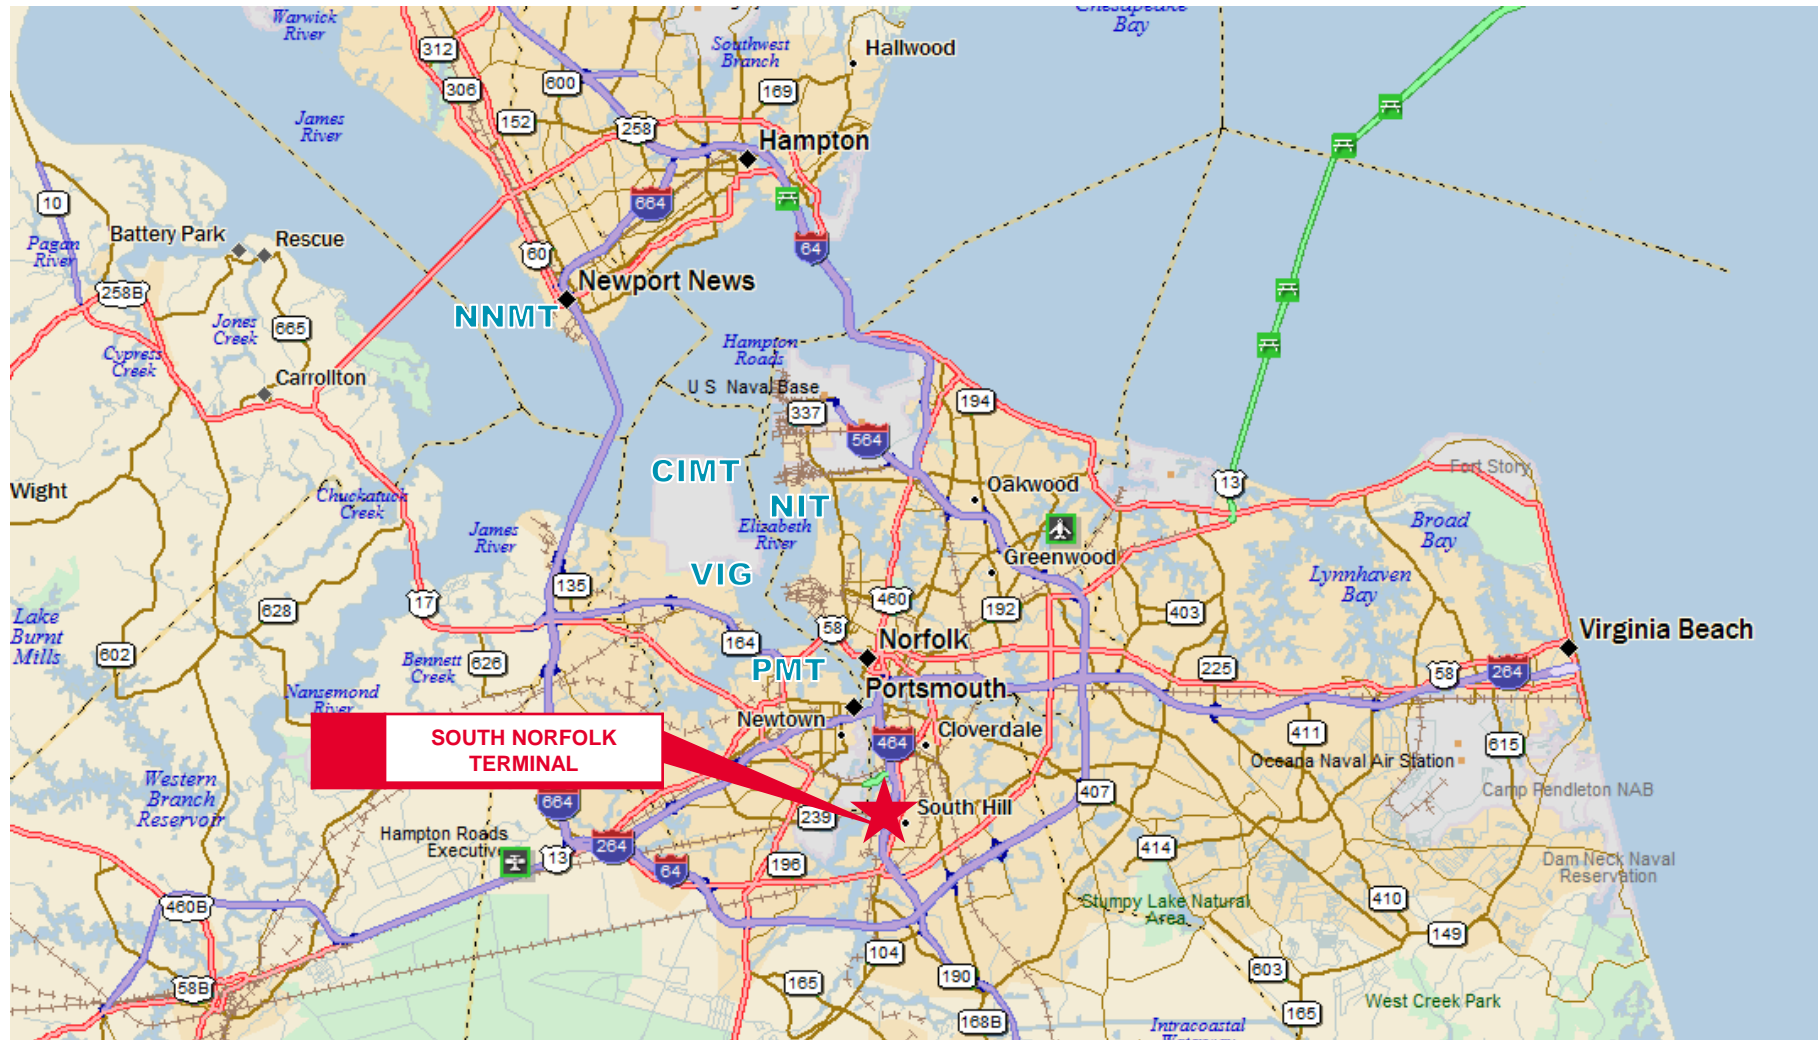 Warwick
River
Chesapeake
Bay
312
Southwest
Branch
Hallwood
306
600
169
James
River
152
258
Hampton
10
664
Battery Park
Rescue
Pagan
River
60
64
258B
Newport News
NNMT
Jones
Creek
665
Cypress
Creek
Hampton
Roads
Carrollton
U S Naval Base
337
194
564
CIMT
13
Fort Story
Wight
Chuckatuck
Creek
NIT
Oakwood
James
River
Elizabeth
River
Broad
Bay
Greenwood
VIG
135
Lynnhaven
Bay
17
628
460
192
403
Lake
Burnt
Mills
58
Virginia Beach
602
164
Norfolk
Bennett
Creek
626
PMT
225
58
264
Nansemond
River
Portsmouth
Newtown
SOUTH NORFOLK
TERMINAL
464
Cloverdale
411
615
Oceana Naval Air Station
Western
Branch
Reservoir
664
407
Camp Pendleton NAB
239
South Hill
Hampton Roads
Executive
13
264
64
196
414
Dam Neck Naval
Reservation
460B
Stumpy Lake Natural
Area
410
104
149
58B
165
190
603
West Creek Park
165
168B
Intracoastal